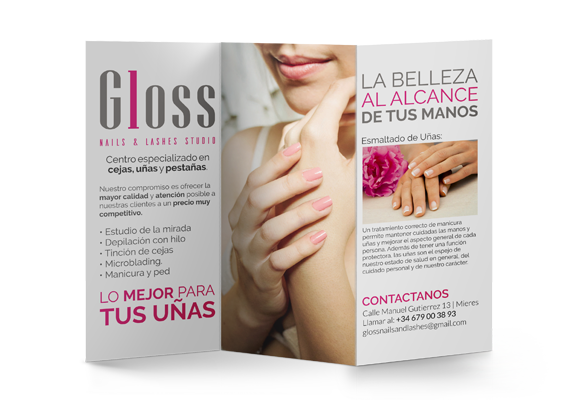 Gloss
NAILS & LASHES STUDIO
Centro especializado en
cejas, uñas y pestañas.
Nuestro compromiso es ofrecer la
mayor calidad y atención posible a
nuestras clientes a un precio muy
competitivo.
• Estudio de la mirada
• Depilación con hilo
• Tinción de cejas
• Microblading.
• Manicura y ped
LO MEJOR PARA
TUS UÑAS
LA BELLEZA
AL ALCANCE
DE TUS MANOS
Esmaltado de Uñas:
Un tratamiento correcto de manicura
permite mantener cuidadas las manos y
uñas y mejorar el aspecto general de cada
persona. Además de tener una función
protectora, las uñas son el espejo de
nuestro estado de salud en general, del
cuidado personal y de nuestro carácter.
CONTACTANOS
Calle Manuel Gutierrez 13 | Mieres
Llamar al: +34 679 00 38 93
glossnailsandlashes@gmail.com